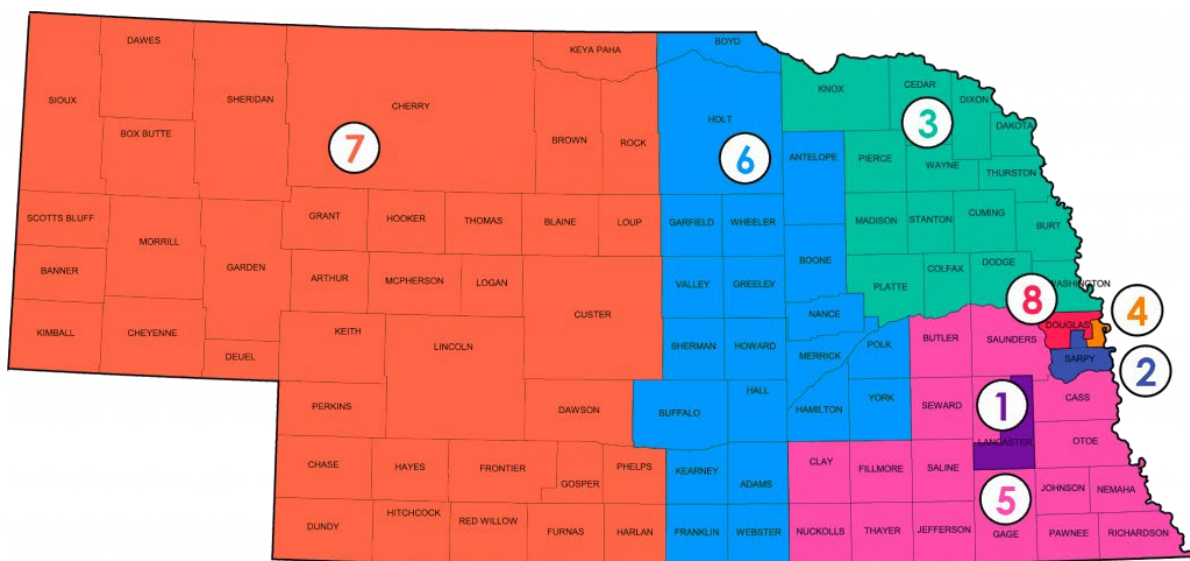 DAWES
SIOUX
SHERIDAN
BOX BUTTE
CHERRY
KEYA PAHA
BROWN
ROCK
7
SCOTTS BLUFF
MORRILL
GARDEN
GRANT
HOOKER
THOMAS
BLAINE
LOUP
BANNER
ARTHUR
MCPHERSON
LOGAN
CUSTER
KIMBALL
CHEYENNE
DEUEL
KEITH
LINCOLN
PERKINS
DAWSON
CHASE
HAYES
FRONTIER
GOSPER
PHELPS
DUNDY
HITCHCOCK
RED WILLOW
FURNAS
HARLAN
BOYD
HOLT
6
ANTELOPE
GARFIELD
WHEELER
BOONE
VALLEY
GREELEY
NANCE
SHERMAN
HOWARD
MERRICK
POLK
BUFFALO
HALL
HAMILTON
YORK
KEARNEY
ADAMS
FRANKLIN
WEBSTER
KNOX
CEDAR
DIXON
3
DAKOTA
PIERCE
WAYNE
THURSTON
MADISON
STANTON
CUMING
BURT
PLATTE
COLFAX
DODGE
WASHINGTON
8
4
DOUGLAS
SARPY
2
BUTLER
SAUNDERS
SEWARD
1
CASS
LANCASTER
OTOE
CLAY
FILLMORE
SALINE
5
JOHNSON
NEMAHA
NUCKOLLS
THAYER
JEFFERSON
GAGE
PAWNEE
RICHARDSON